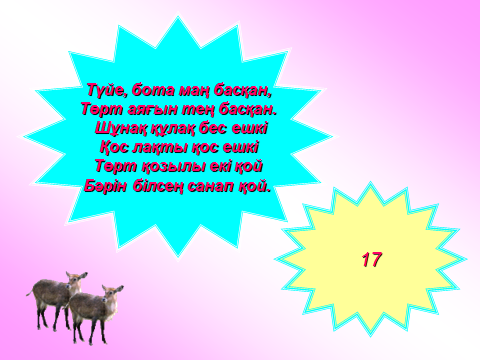 Түйе, бота маң басқан,
Төрт аяғын тең басқан.
Шұнақ құлақ бес ешкі
Қос лақты қос ешкі
Төрт қозылы екі қой
Бәрін білсең санап қой.
17